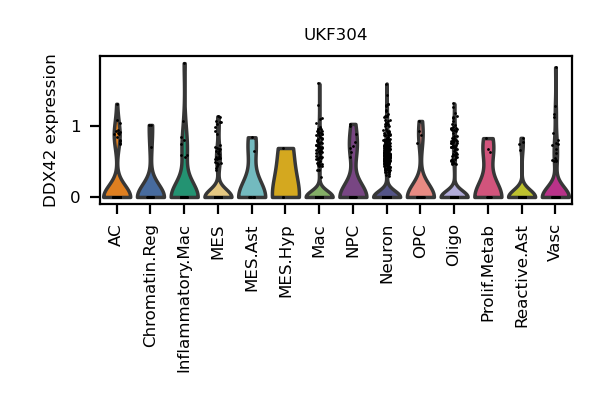 UKF304
DDX42 expression
1
0
AC
Chromatin.Reg
Inflammatory.Mac
MES
MES.Ast
MES.Hyp
Mac
NPC
Neuron
OPC
Oligo
Prolif.Metab
Reactive.Ast
Vasc